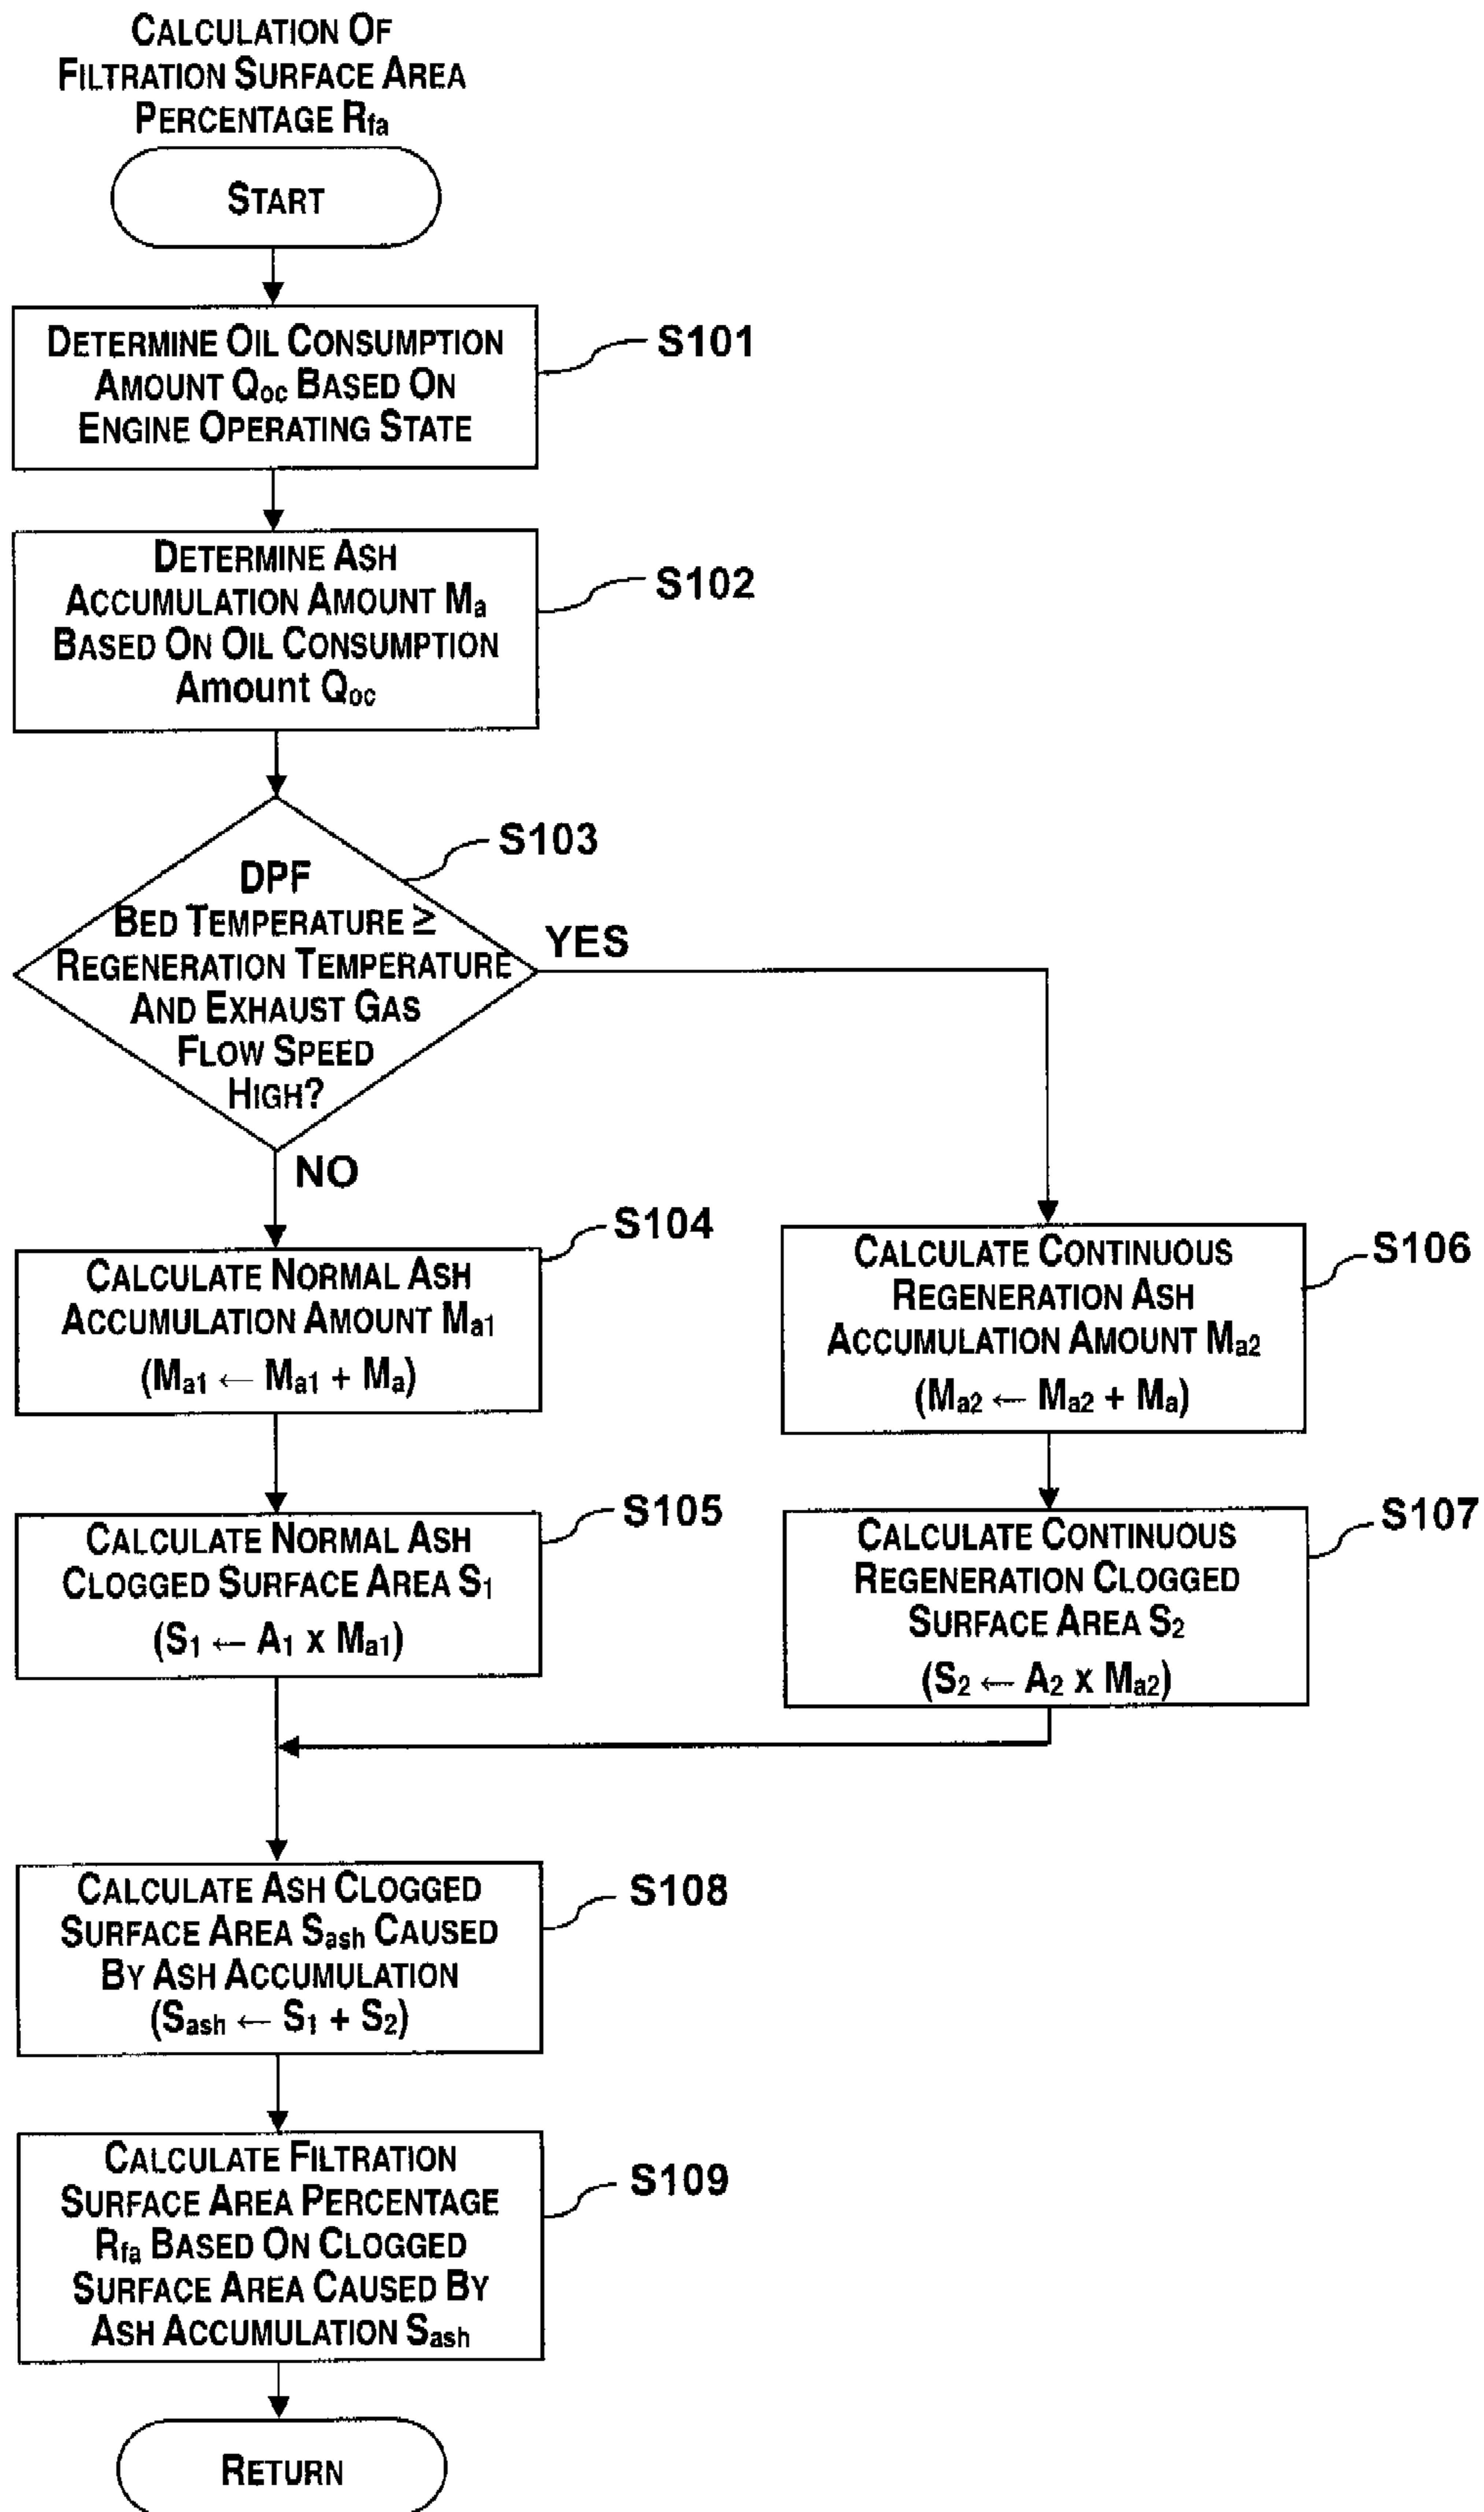 CALCULATION OF
FILTRATION SURFACE AREA
PERCENTAGE Rfa
START
DETERMINE OIL CONSUMPTION
AMOUNT Qoc BASED ON
ENGINE OPERATING STATE
S101
DETERMINE ASH
ACCUMULATION AMOUNT Ma
BASED ON OIL CONSUMPTION
Amount Qoc
S102
S103
DPF
BED TEMPERATURE ≥
REGENERATION TEMPERATURE
AND EXHAUST GAS
FLOW SPEED
HIGH?
YES
NO
S104
CALCULATE NORMAL ASH
ACCUMULATION AMOUNT Ma1
(Ma1 ← Ma1 + Ma)
S106
CALCULATE CONTINUOUS
REGENERATION ASH
ACCUMULATION AMOUNT Ma2
(Ma2 ← Ma2 + Ma)
S105
CALCULATE NORMAL ASH
CLOGGED SURFACE AREA S1
(S1 ← A1 x Ma1)
S107
CALCULATE CONTINUOUS
REGENERATION CLOGGED
SURFACE AREA S2
(S2 ← A2 x Ma2)
S108
CALCULATE ASH CLOGGED
SURFACE AREA Sash CAUSED
BY ASH ACCUMULATION
(Sash ← S1 + S2)
S109
CALCULATE FILTRATION
SURFACE AREA PERCENTAGE
Rfa BASED ON CLOGGED
SURFACE AREA CAUSED BY
ASH ACCUMULATION Sash
RETURN